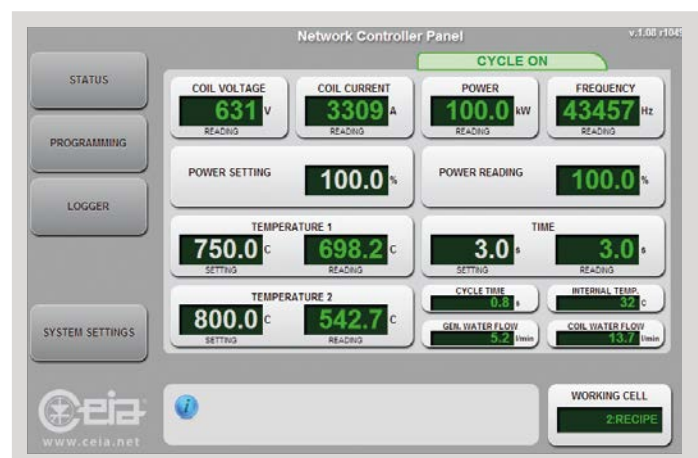 Network Controller Panel
v.1.08 r1049
CYCLE ON
STATUS
PROGRAMMING
LOGGER
SYSTEM SETTINGS
COIL VOLTAGE
631 V
READING
COIL CURRENT
3309 A
READING
POWER
100.0 kW
READING
FREQUENCY
43457 Hz
READING
POWER SETTING
100.0 %
POWER READING
100.0 %
TEMPERATURE 1
750.0 C 698.2 C
SETTING READING
TIME
3.0 s 3.0 s
SETTING READING
TEMPERATURE 2
800.0 C 542.7 C
SETTING READING
CYCLE TIME
0.8 s
INTERNAL TEMP.
32 C
GEN. WATER FLOW
5.2 l/min
COIL WATER FLOW
13.7 l/min
ceia
www.ceia.net
i
WORKING CELL
2:RECIPE